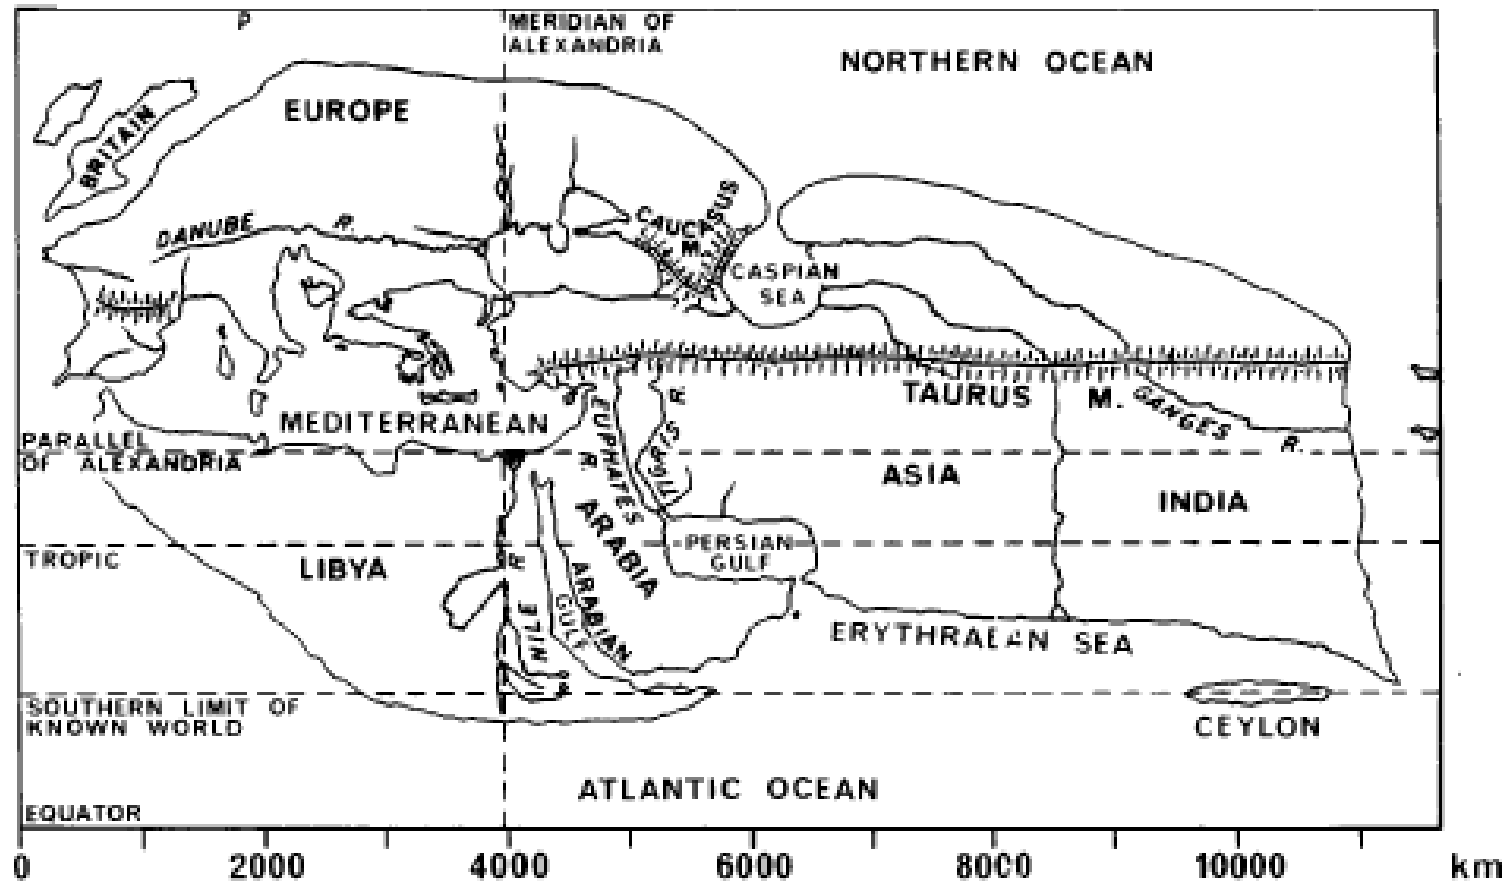 P
MERIDIAN OF
ALEXANDRIA
NORTHERN OCEAN
EUROPE
BRITAIN
DANUBE R.
CAUCASUS
M.
CASPIAN
SEA
TAURUS M.
GANGES R.
MEDITERRANEAN
EUPHATES R.
TIGRIS R
PARALLEL
OF ALEXANDRIA
ASIA
INDIA
ARABIA
PERSIAN
GULF
TROPIC
LIBYA
NILE R
ARABIAN
GULF
ERYTHRAEAN SEA
SOUTHERN LIMIT OF
KNOWN WORLD
CEYLON
ATLANTIC OCEAN
EQUATOR
0 2000 4000 6000 8000 10000 km